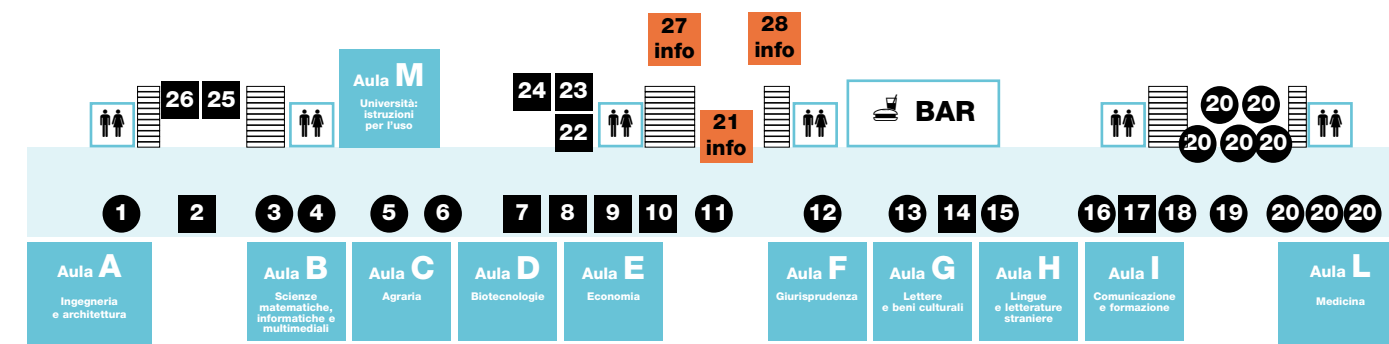 27
info
28
info
Aula M
Università:
istruzioni
per l'uso
26 25
24 23
22
21
info
BAR
20 20
20 20 20
1 2 3 4 5 6 7 8 9 10 11 12 13 14 15 16 17 18 19 20 20 20
Aula A
Ingegneria
e architettura
Aula B
Scienze
matematiche,
informatiche e
multimediali
Aula C
Agraria
Aula D
Biotecnologie
Aula E
Economia
Aula F
Giurisprudenza
Aula G
Lettere
e beni culturali
Aula H
Lingue
e letterature
straniere
Aula I
Comunicazione
e formazione
Aula L
Medicina